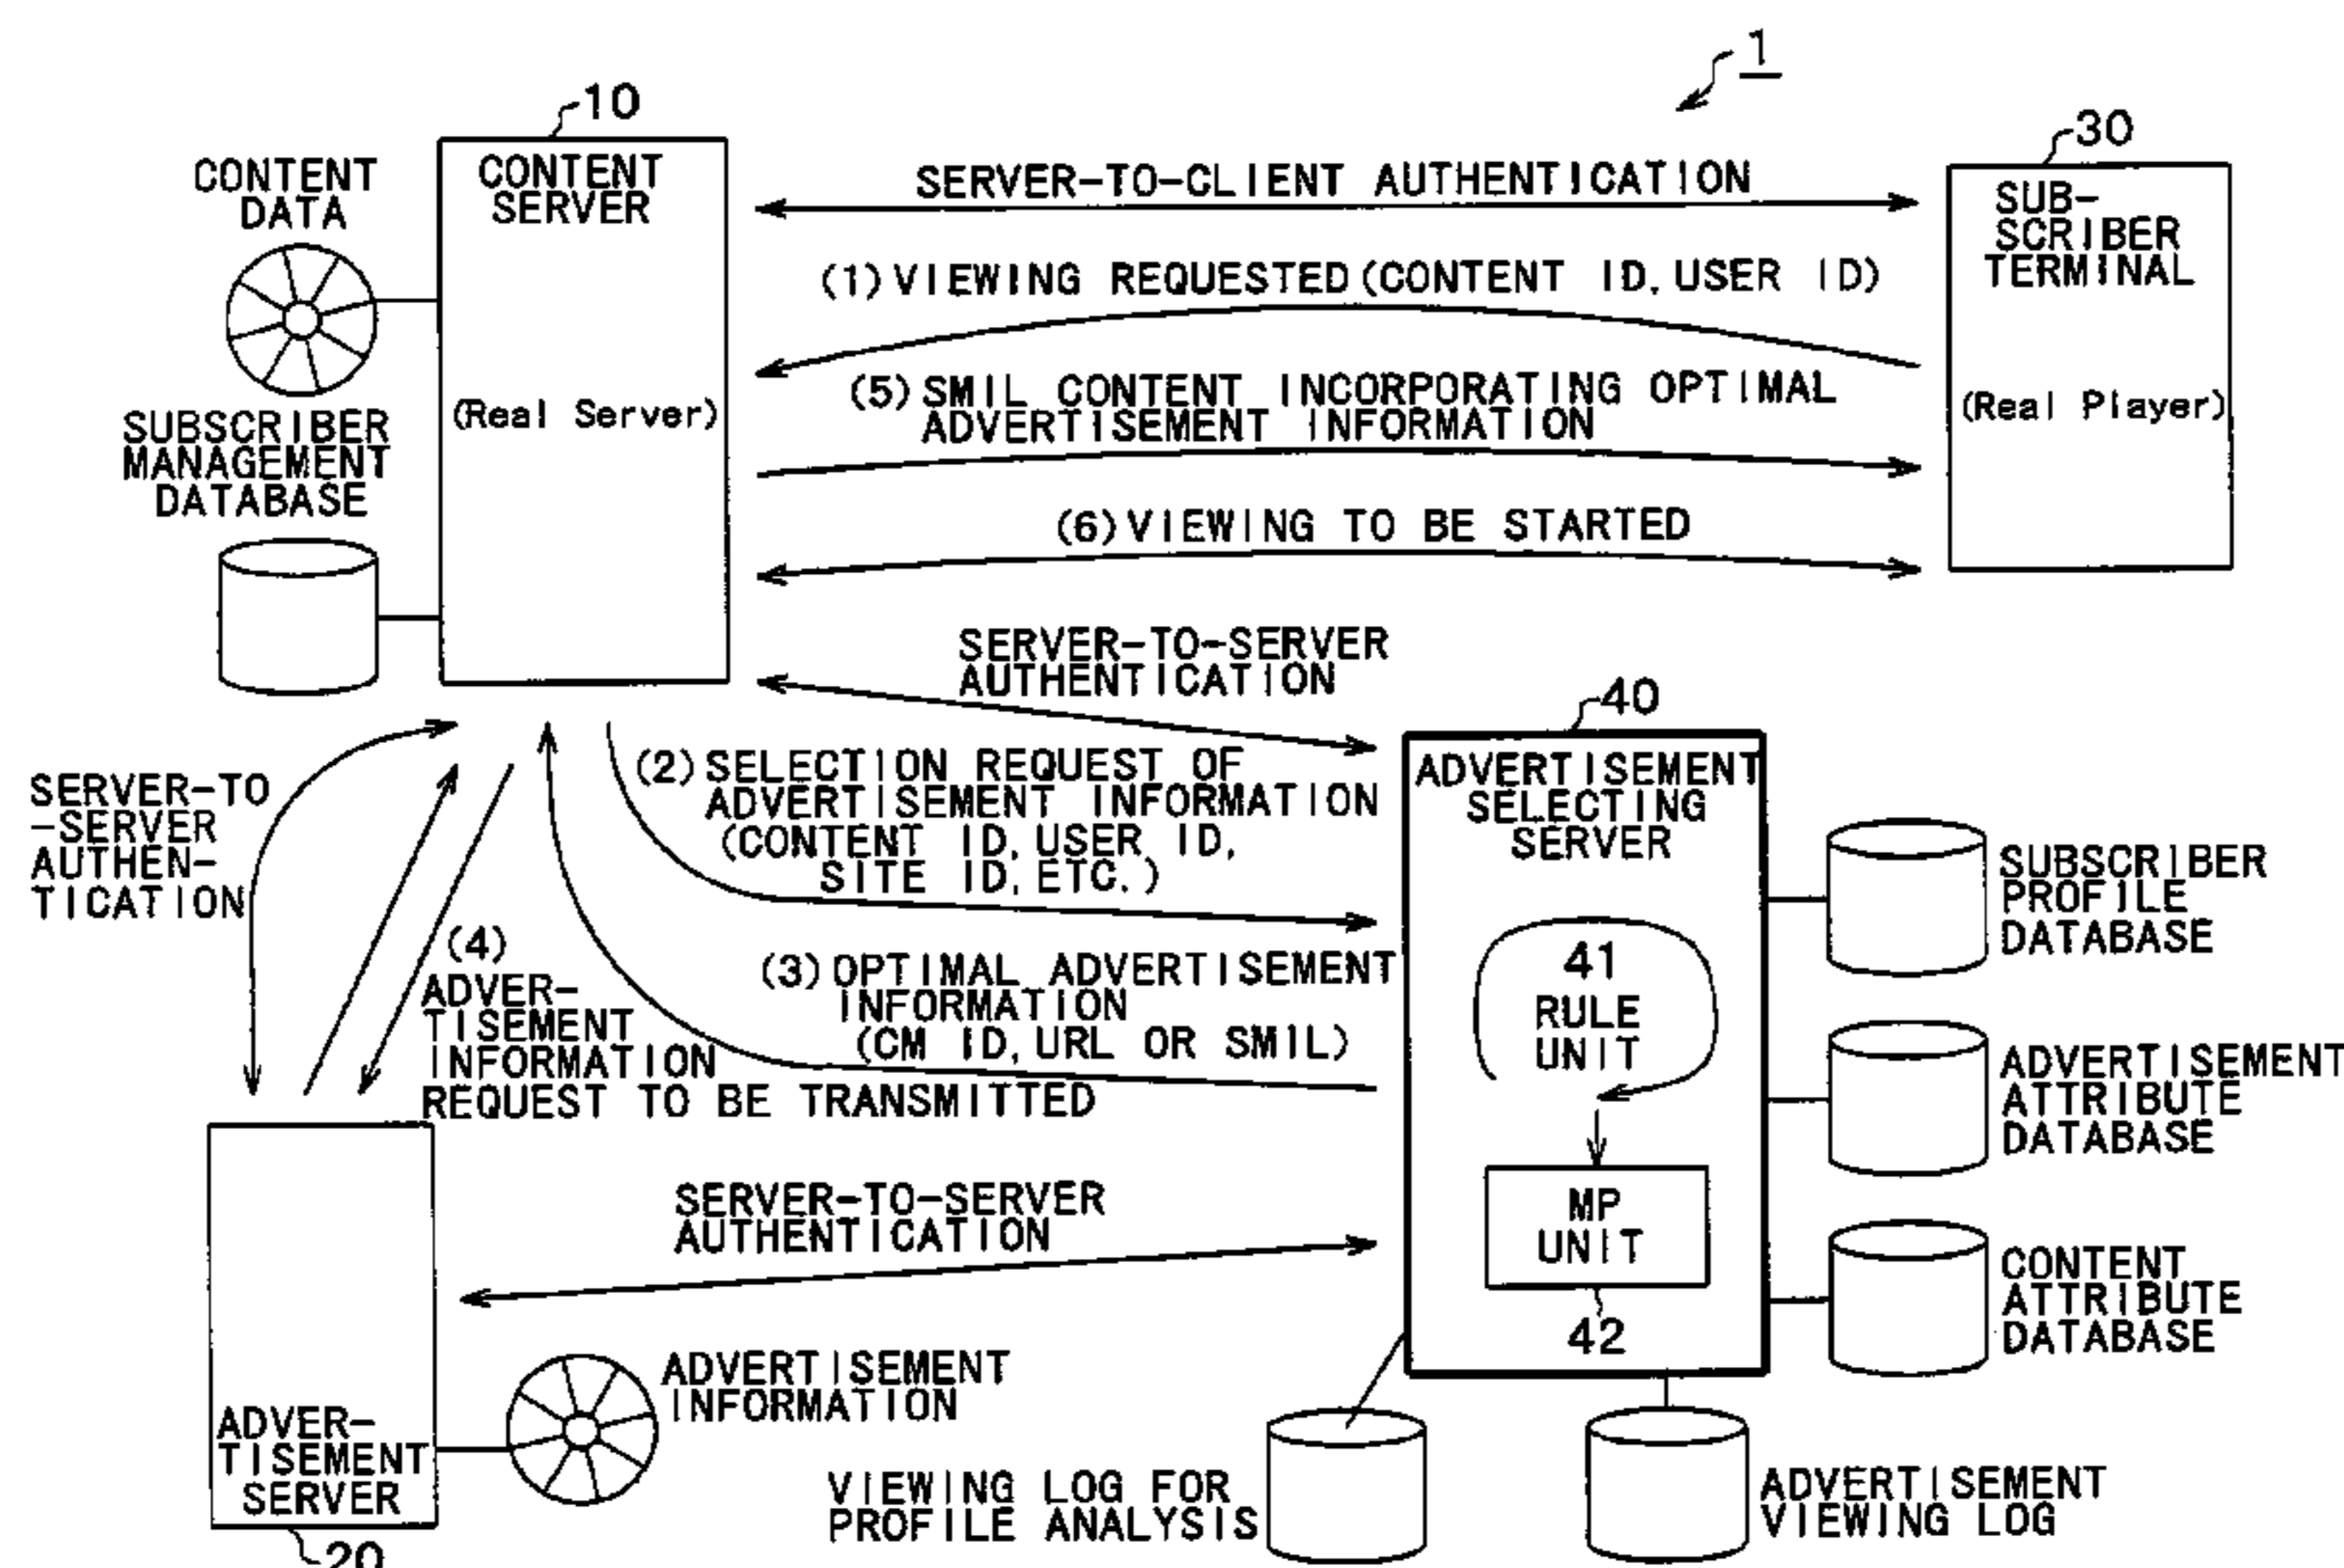 1
10
CONTENT
DATA
CONTENT
SERVER
(Real Server)
SUBSCRIBER
MANAGEMENT
DATABASE
SERVER-TO-CLIENT AUTHENTICATION
(1) VIEWING REQUESTED (CONTENT ID, USER ID)
(5) SMIL CONTENT INCORPORATING OPTIMAL
ADVERTISEMENT INFORMATION
(6) VIEWING TO BE STARTED
30
SUB-
SCRIBER
TERMINAL
(Real Player)
SERVER-TO-SERVER
AUTHENTICATION
SERVER-TO
-SERVER
AUTHEN-
TICATION
(2) SELECTION REQUEST OF
ADVERTISEMENT INFORMATION
(CONTENT ID, USER ID,
SITE ID, ETC.)
(3) OPTIMAL ADVERTISEMENT
INFORMATION
(CM ID, URL OR SMIL)
(4)
ADVER-
TISEMENT
INFORMATION
REQUEST TO BE TRANSMITTED
40
ADVERTISEMENT
SELECTING
SERVER
41
RULE
UNIT
MP
UNIT
42
SUBSCRIBER
PROFILE
DATABASE
ADVERTISEMENT
ATTRIBUTE
DATABASE
CONTENT
ATTRIBUTE
DATABASE
SERVER-TO-SERVER
AUTHENTICATION
ADVER-
TISEMENT
SERVER
20
ADVERTISEMENT
INFORMATION
VIEWING LOG FOR
PROFILE ANALYSIS
ADVERTISEMENT
VIEWING LOG